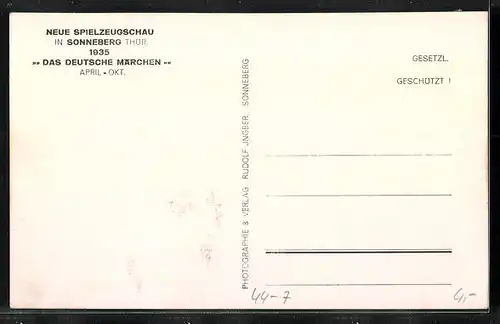 NEUE SPIELZEUGSCHAU
IN SONNEBERG THÜR.
1935
»» DAS DEUTSCHE MÄRCHEN ««
APRIL - OKT.
GESETZL.
GESCHÜTZT !
PHOTOGRAPHIE & VERLAG RUDOLF JNGBER, SONNEBERG
44-7
4,-